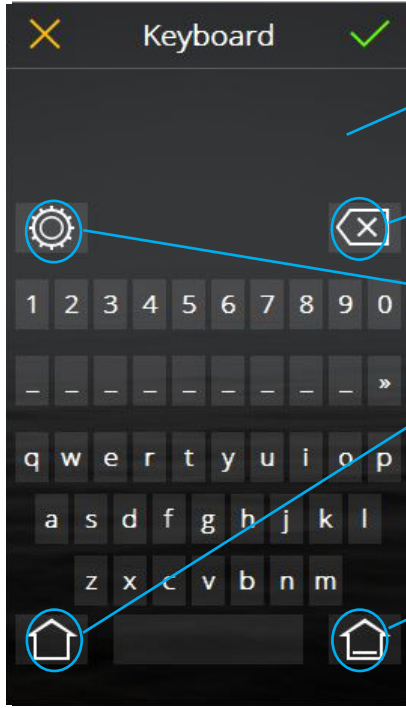 Keyboard
1 2 3 4 5 6 7 8 9 0
_ _ _ _ _ _ _ _ _ »
q w e r t y u i o p
a s d f g h j k l
z x c v b n m